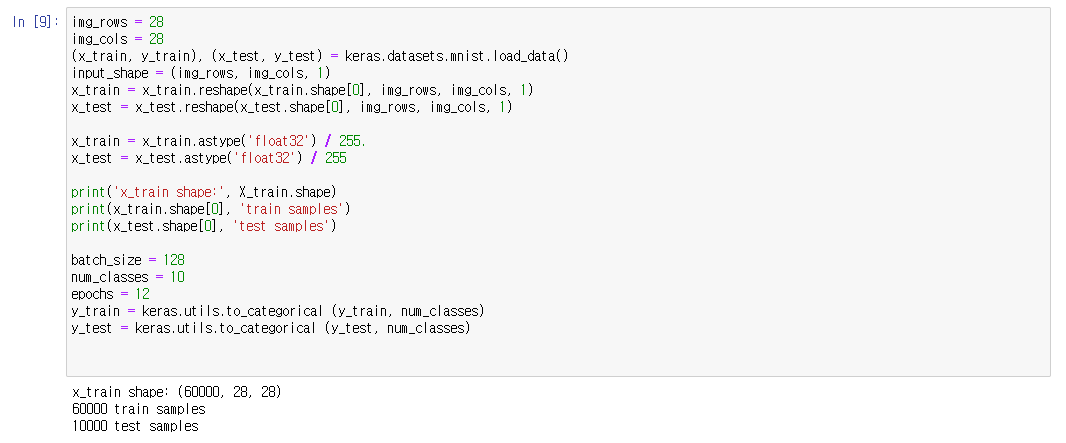 In [9]:
img_rows = 28
img_cols = 28
(x_train, y_train), (x_test, y_test) = keras.datasets.mnist.load_data()
input_shape = (img_rows, img_cols, 1)
x_train = x_train.reshape(x_train.shape[0], img_rows, img_cols, 1)
x_test = x_test.reshape(x_test.shape[0], img_rows, img_cols, 1)
x_train = x_train.astype('float32') / 255.
x_test = x_test.astype('float32') / 255
print('x_train shape:', X_train.shape)
print(x_train.shape[0], 'train samples')
print(x_test.shape[0], 'test samples')
batch_size = 128
num_classes = 10
epochs = 12
y_train = keras.utils.to_categorical (y_train, num_classes)
y_test = keras.utils.to_categorical (y_test, num_classes)
x_train shape: (60000, 28, 28)
60000 train samples
10000 test samples